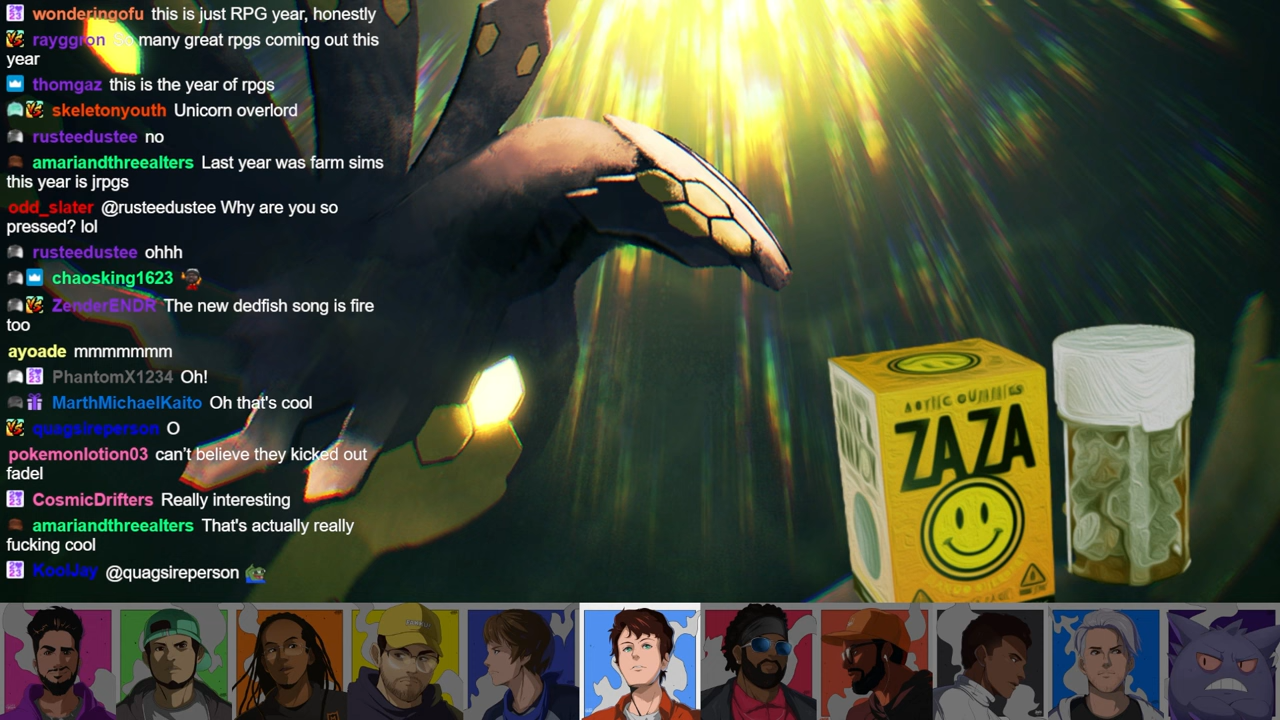 wonderingofu this is just RPG year, honestly
rayggron So many great rpgs coming out this
year
thomgaz this is the year of rpgs
skeletonyouth Unicorn overlord
rusteedustee no
amariandthreealters Last year was farm sims
this year is jrpgs
odd_slater @rusteedustee Why are you so
pressed? lol
rusteedustee ohhh
chaosking1623
ZenderENDR The new dedfish song is fire
too
ayoade mmmmmmm
PhantomX1234 Oh!
MarthMichaelKaito Oh that's cool
quagsireperson O
pokemonlotion03 can't believe they kicked out
fadel
CosmicDrifters Really interesting
amariandthreealters That's actually really
fucking cool
KoolJay @quagsireperson
ZAZA